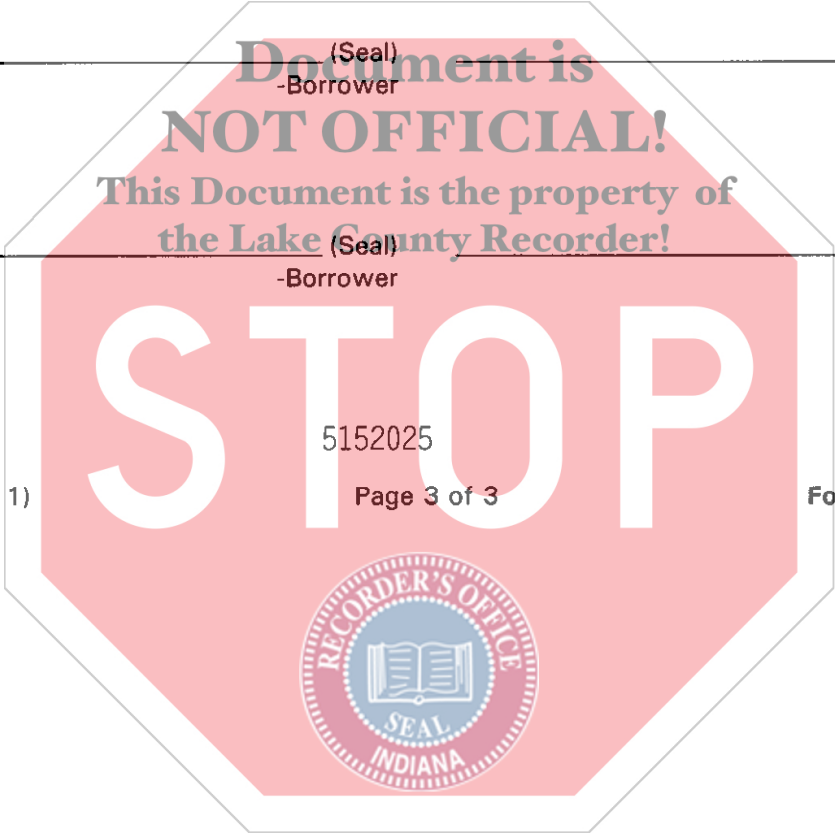 (Seal)
Document is
-Borrower
NOT OFFICIAL!
This Document is the property of
the Lake County Recorder!
(Seal)
-Borrower
STOP
5152025
1)
Page 3 of 3
Fo
RECORDER'S OFFICE
SEAL
INDIANA